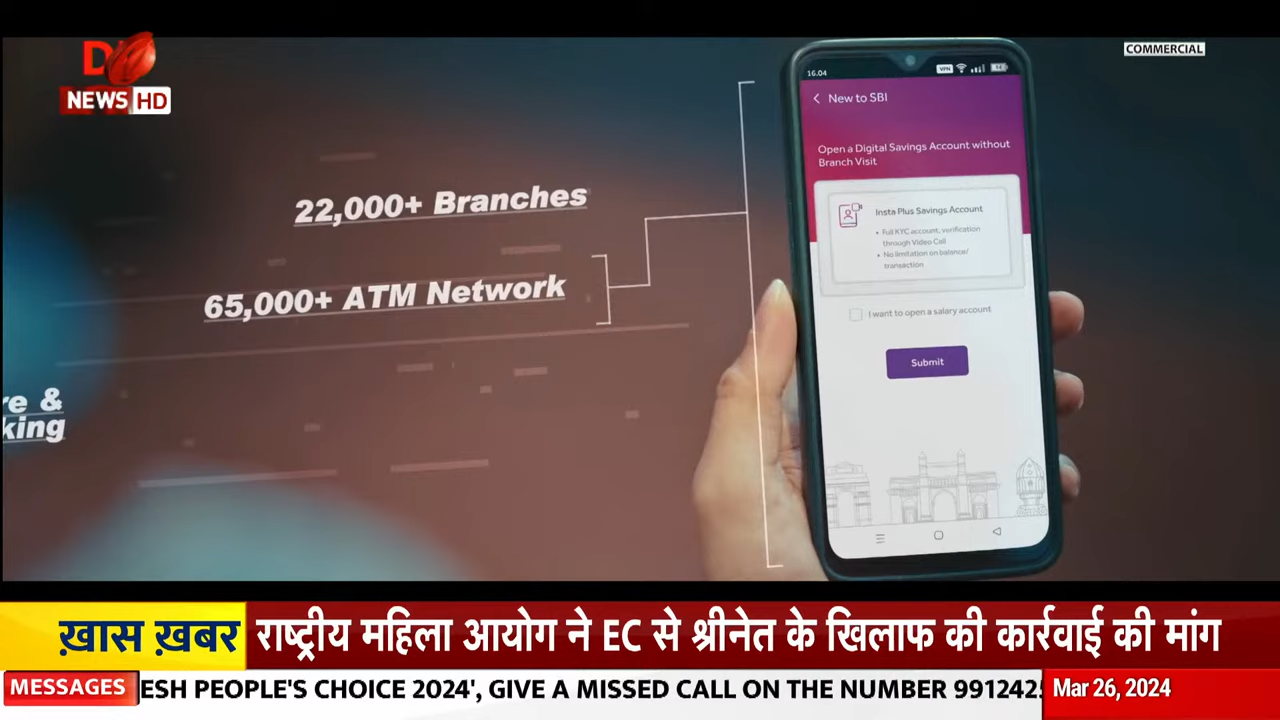 DD
NEWS HD
COMMERCIAL
16.04
VPN
New to SBI
Open a Digital Savings Account without
Branch Visit
Insta Plus Savings Account
• Full KYC account, verification
through Video Call
• No limitation on balance/
transaction
I want to open a salary account
Submit
22,000+ Branches
65,000+ ATM Network
re &
king
ख़ास ख़बर
राष्ट्रीय महिला आयोग ने EC से श्रीनेत के खिलाफ की कार्रवाई की मांग
MESSAGES
ESH PEOPLE'S CHOICE 2024', GIVE A MISSED CALL ON THE NUMBER 9912425
Mar 26, 2024